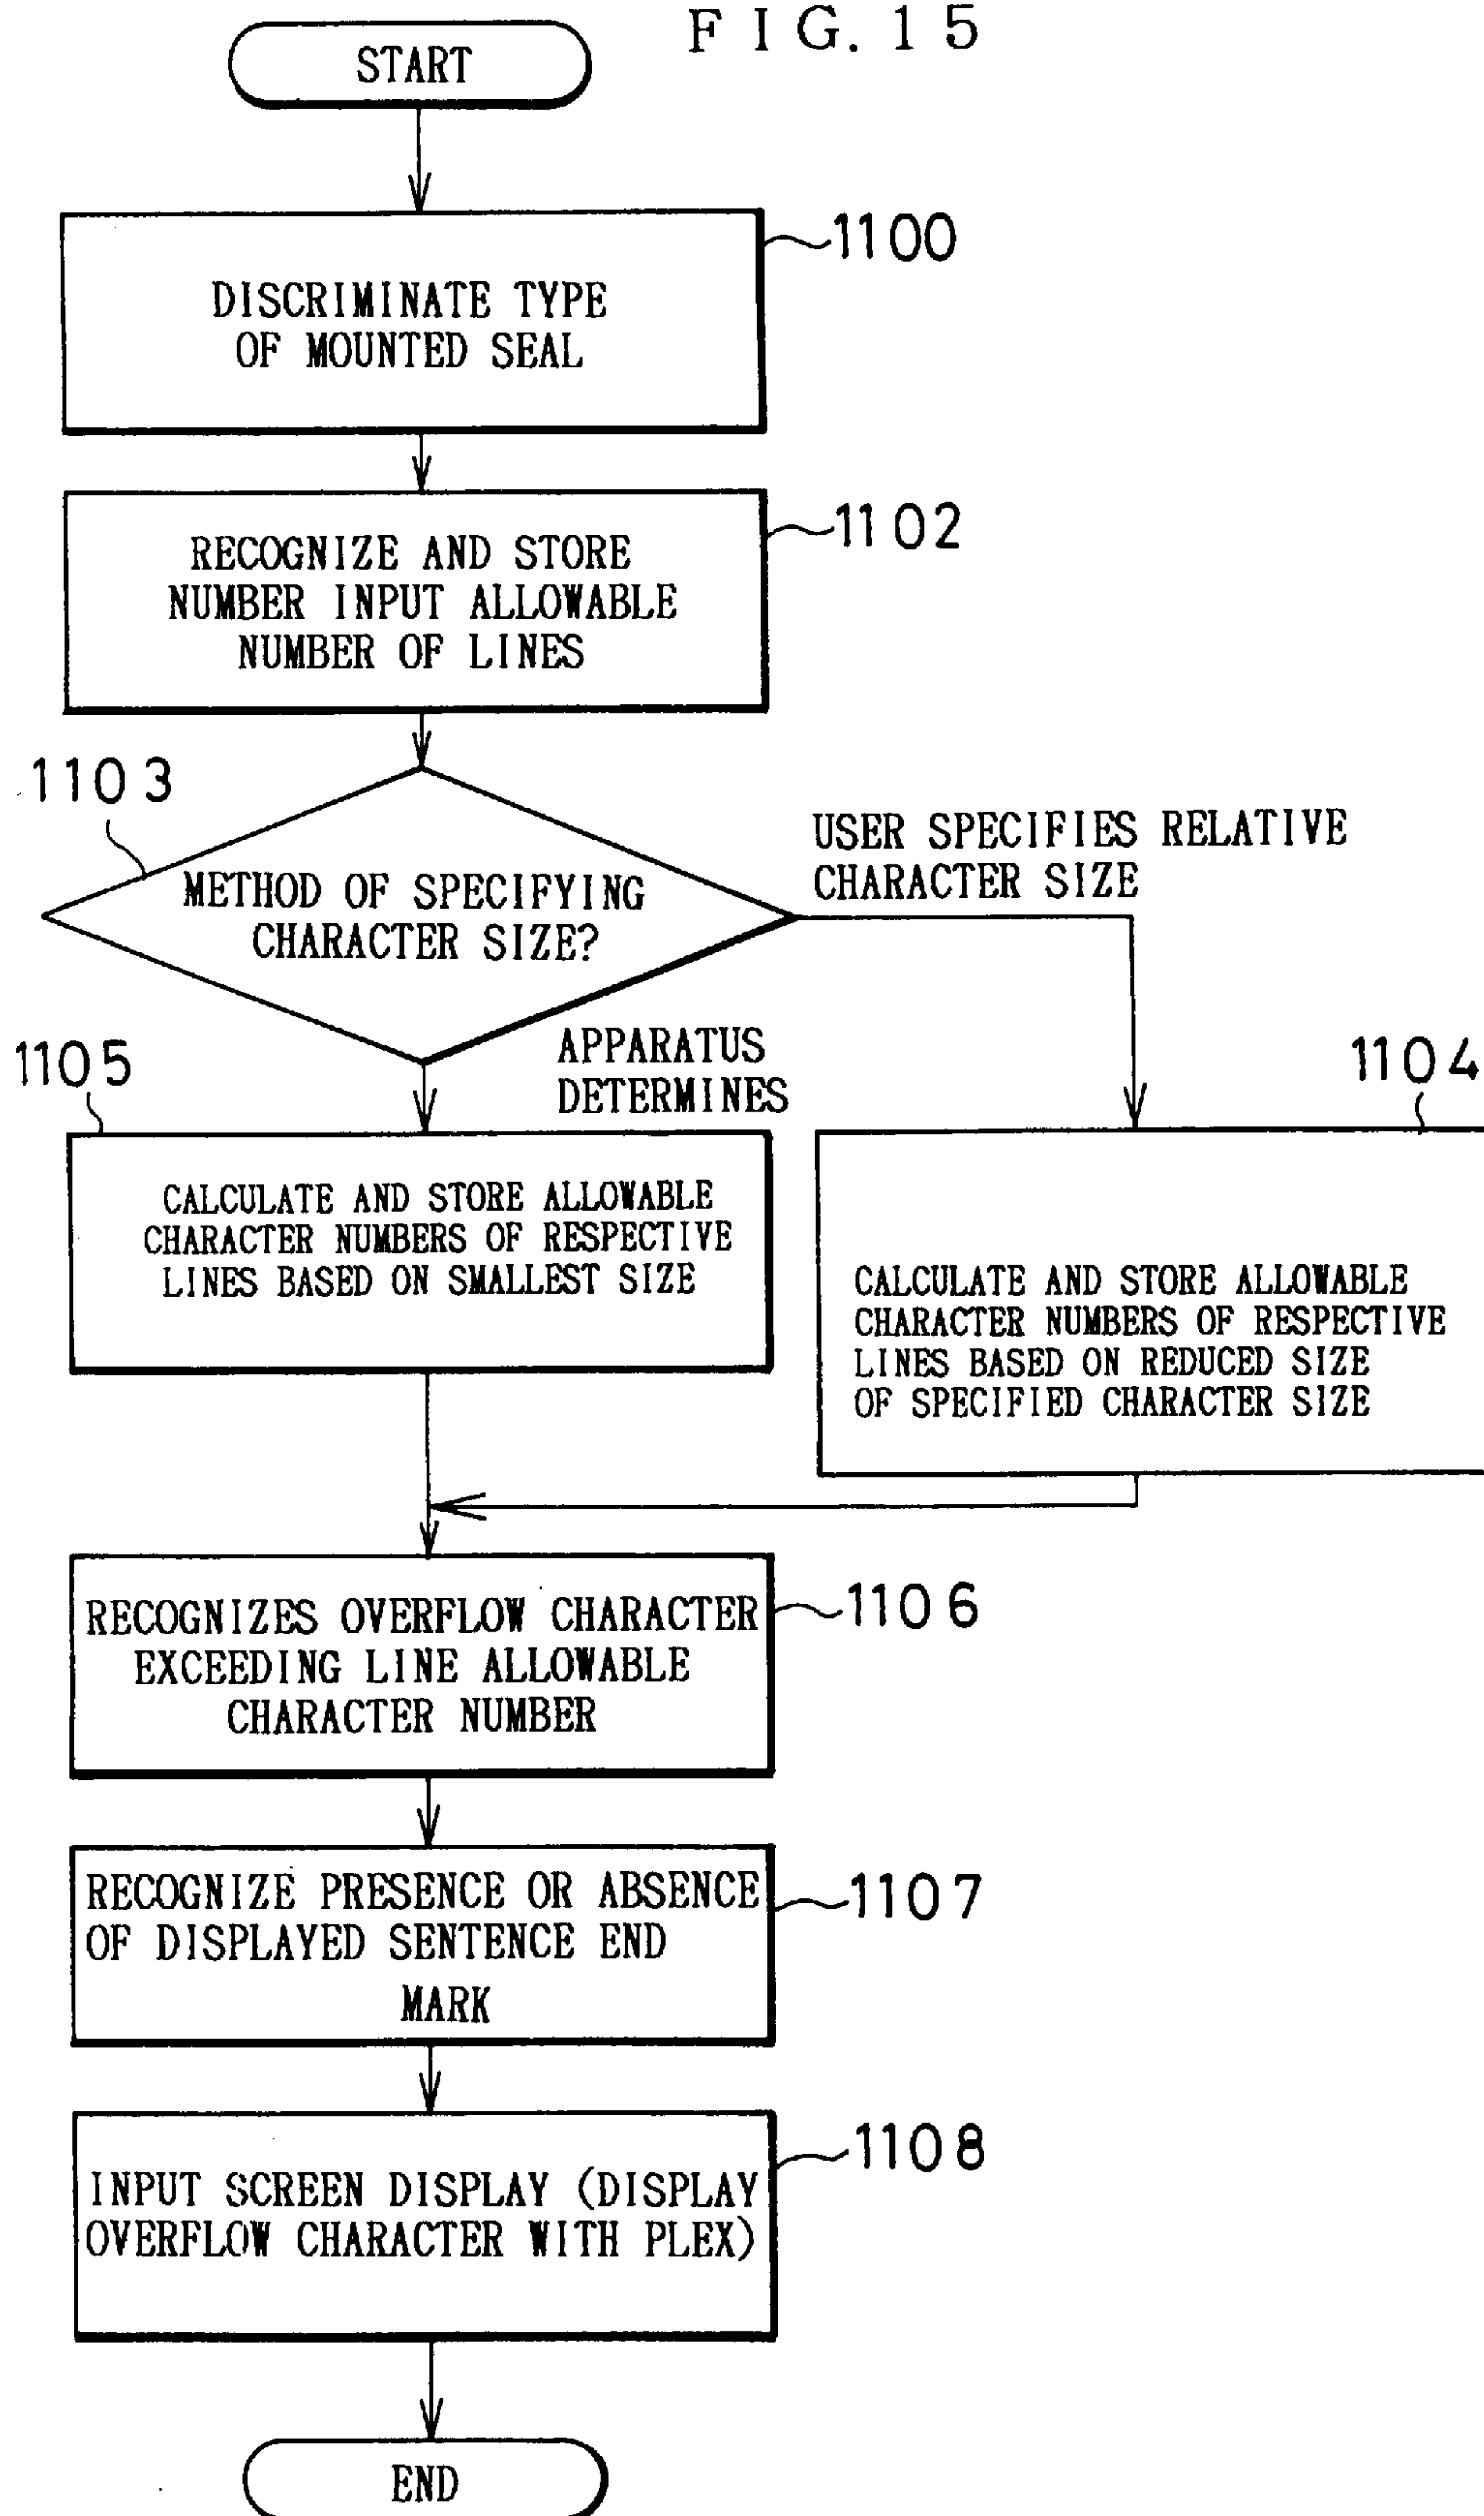 FIG. 15
START
1100
DISCRIMINATE TYPE
OF MOUNTED SEAL
1102
RECOGNIZE AND STORE
NUMBER INPUT ALLOWABLE
NUMBER OF LINES
1103
METHOD OF SPECIFYING
CHARACTER SIZE?
USER SPECIFIES RELATIVE
CHARACTER SIZE
APPARATUS
DETERMINES
1105
CALCULATE AND STORE ALLOWABLE
CHARACTER NUMBERS OF RESPECTIVE
LINES BASED ON SMALLEST SIZE
1104
CALCULATE AND STORE ALLOWABLE
CHARACTER NUMBERS OF RESPECTIVE
LINES BASED ON REDUCED SIZE
OF SPECIFIED CHARACTER SIZE
1106
RECOGNIZES OVERFLOW CHARACTER
EXCEEDING LINE ALLOWABLE
CHARACTER NUMBER
1107
RECOGNIZE PRESENCE OR ABSENCE
OF DISPLAYED SENTENCE END
MARK
1108
INPUT SCREEN DISPLAY (DISPLAY
OVERFLOW CHARACTER WITH PLEX)
END